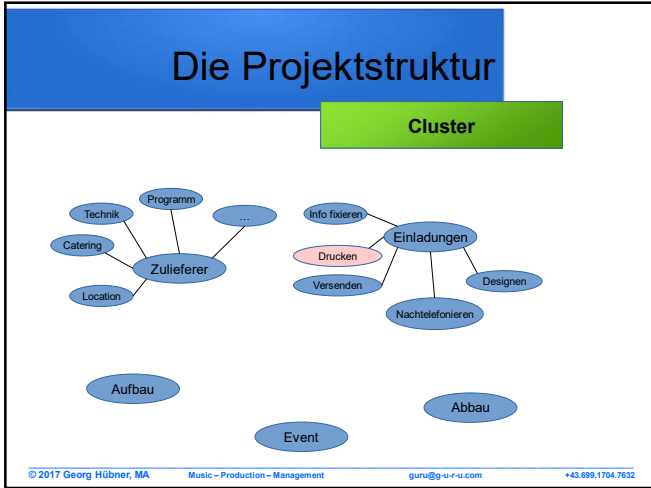 Die Projektstruktur
Cluster
Programm
Technik
...
Catering
Zulieferer
Location
Info fixieren
Einladungen
Drucken
Versenden
Designen
Nachtelefonieren
Aufbau
Abbau
Event
© 2017 Georg Hübner, MA Music – Production – Management guru@g-u-r-u.com +43.699.1704.7632